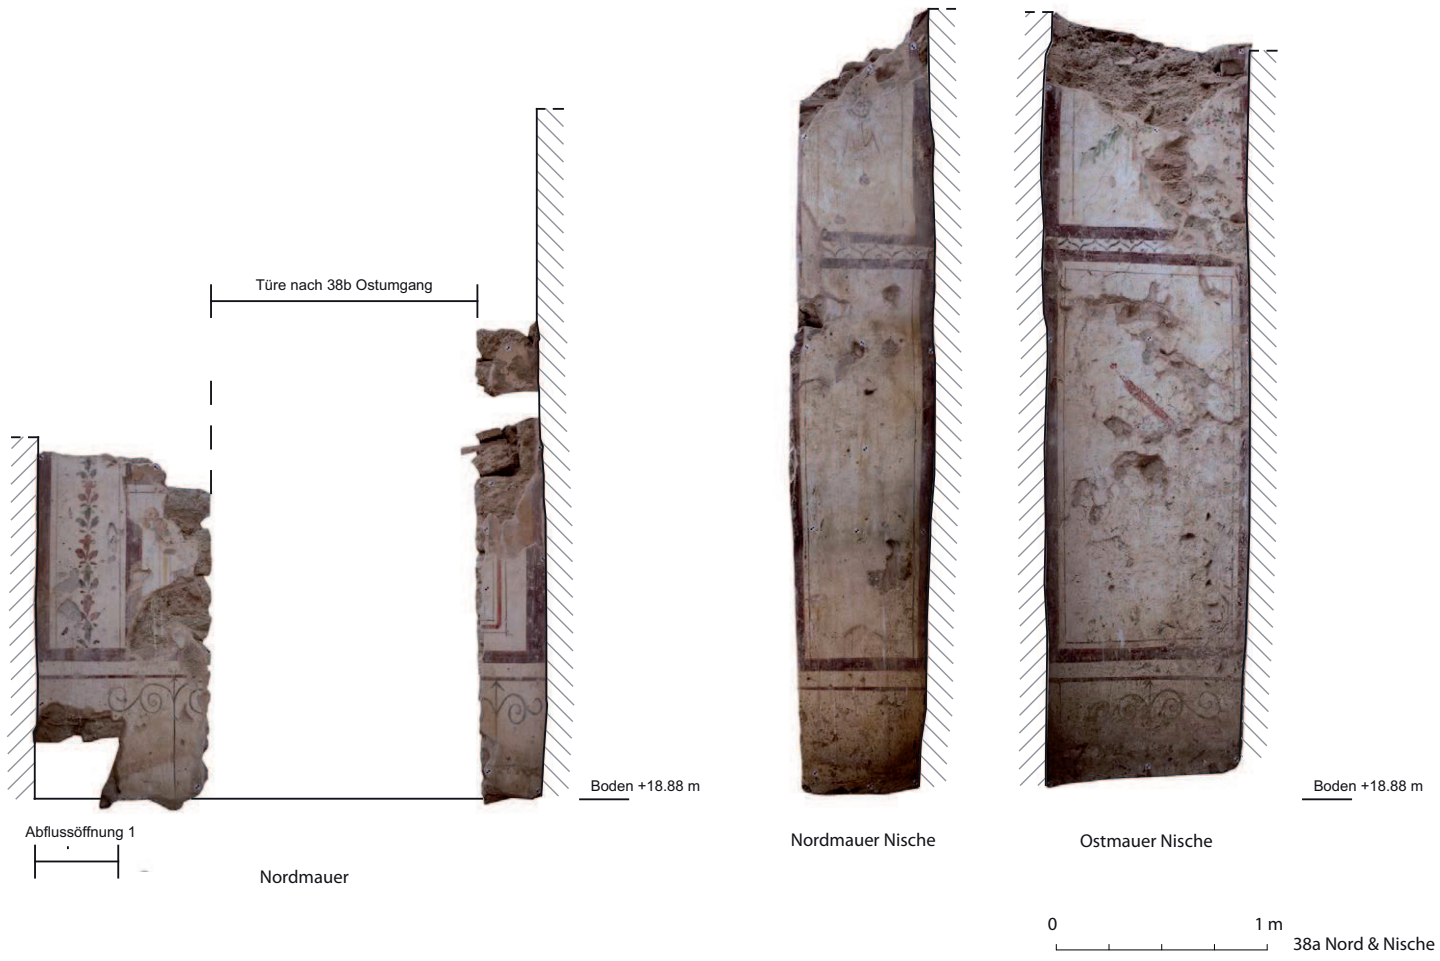 Türe nach 38b Ostumgang
Boden +18.88 m
Boden +18.88 m
Abflussöffnung 1
Nordmauer
Nordmauer Nische
Ostmauer Nische
0 1 m
38a Nord & Nische